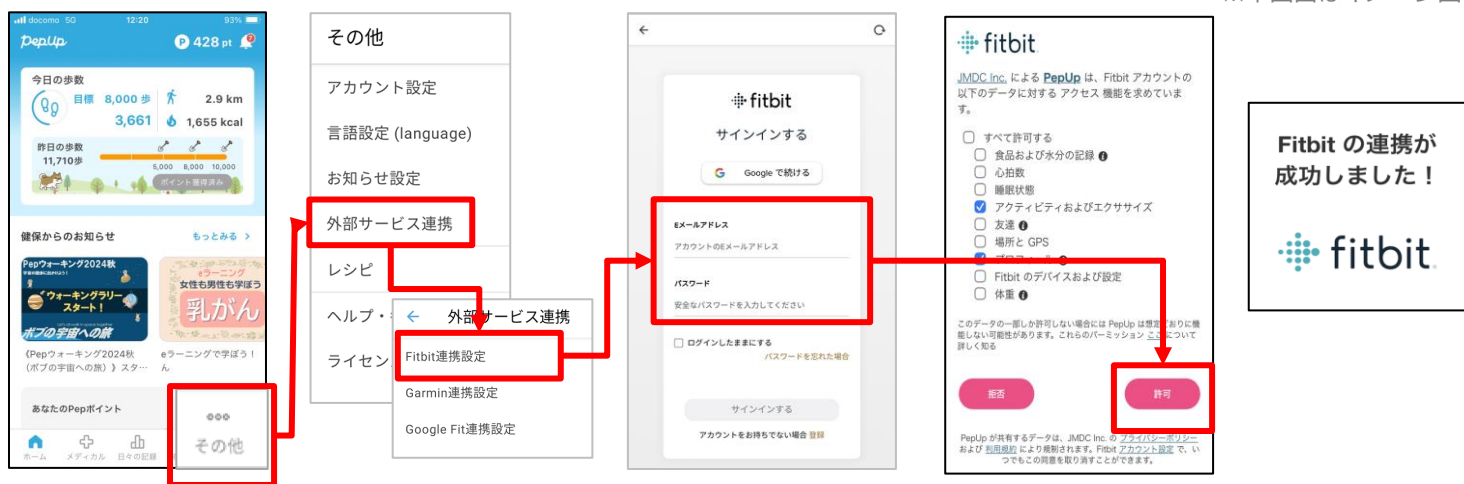 docomo 5G 12:20 93%
PepUp P 428 pt
今日の歩数
目標 8,000 歩 2.9 km
3,661 1,655 kcal
昨日の歩数
11,710歩
5,000 8,000 10,000
ポイント獲得済み
健保からのお知らせ もっとみる >
Pepウォーキング2024秋
ウォーキングラリー
スタート!
ボブの宇宙への旅
《Pepウォーキング2024秋
(ボブの宇宙への旅)》スタ…
eラーニング
女性も男性も学ぼう
乳がん
eラーニングで学ぼう!
ん
あなたのPepポイント
ホーム メディカル 日々の記録
その他
その他
アカウント設定
言語設定 (language)
お知らせ設定
外部サービス連携
レシピ
ヘルプ・
ライセン
← 外部サービス連携
Fitbit連携設定
Garmin連携設定
Google Fit連携設定
fitbit
サインインする
G Google で続ける
Eメールアドレス
アカウントのEメールアドレス
パスワード
安全なパスワードを入力してください
ログインしたままにする
パスワードを忘れた場合
サインインする
アカウントをお持ちでない場合 登録
fitbit
JMDC Inc. による PepUp は、Fitbit アカウントの
以下のデータに対する アクセス 機能を求めていま
す。
すべて許可する
食品および水分の記録
心拍数
睡眠状態
アクティビティおよびエクササイズ
友達
場所と GPS
Fitbit のデバイスおよび設定
体重
このデータの一部しか許可しない場合には PepUp は想定どおりに機
能しない可能性があります。これらのパーミッション ここ について
詳しく知る
拒否 許可
PepUp が共有するデータは、JMDC Inc. の プライバシーポリシー
および 利用規約 により規制されます。Fitbit アカウント設定 で、い
つでもこの同意を取り消すことができます。
Fitbit の連携が
成功しました!
fitbit